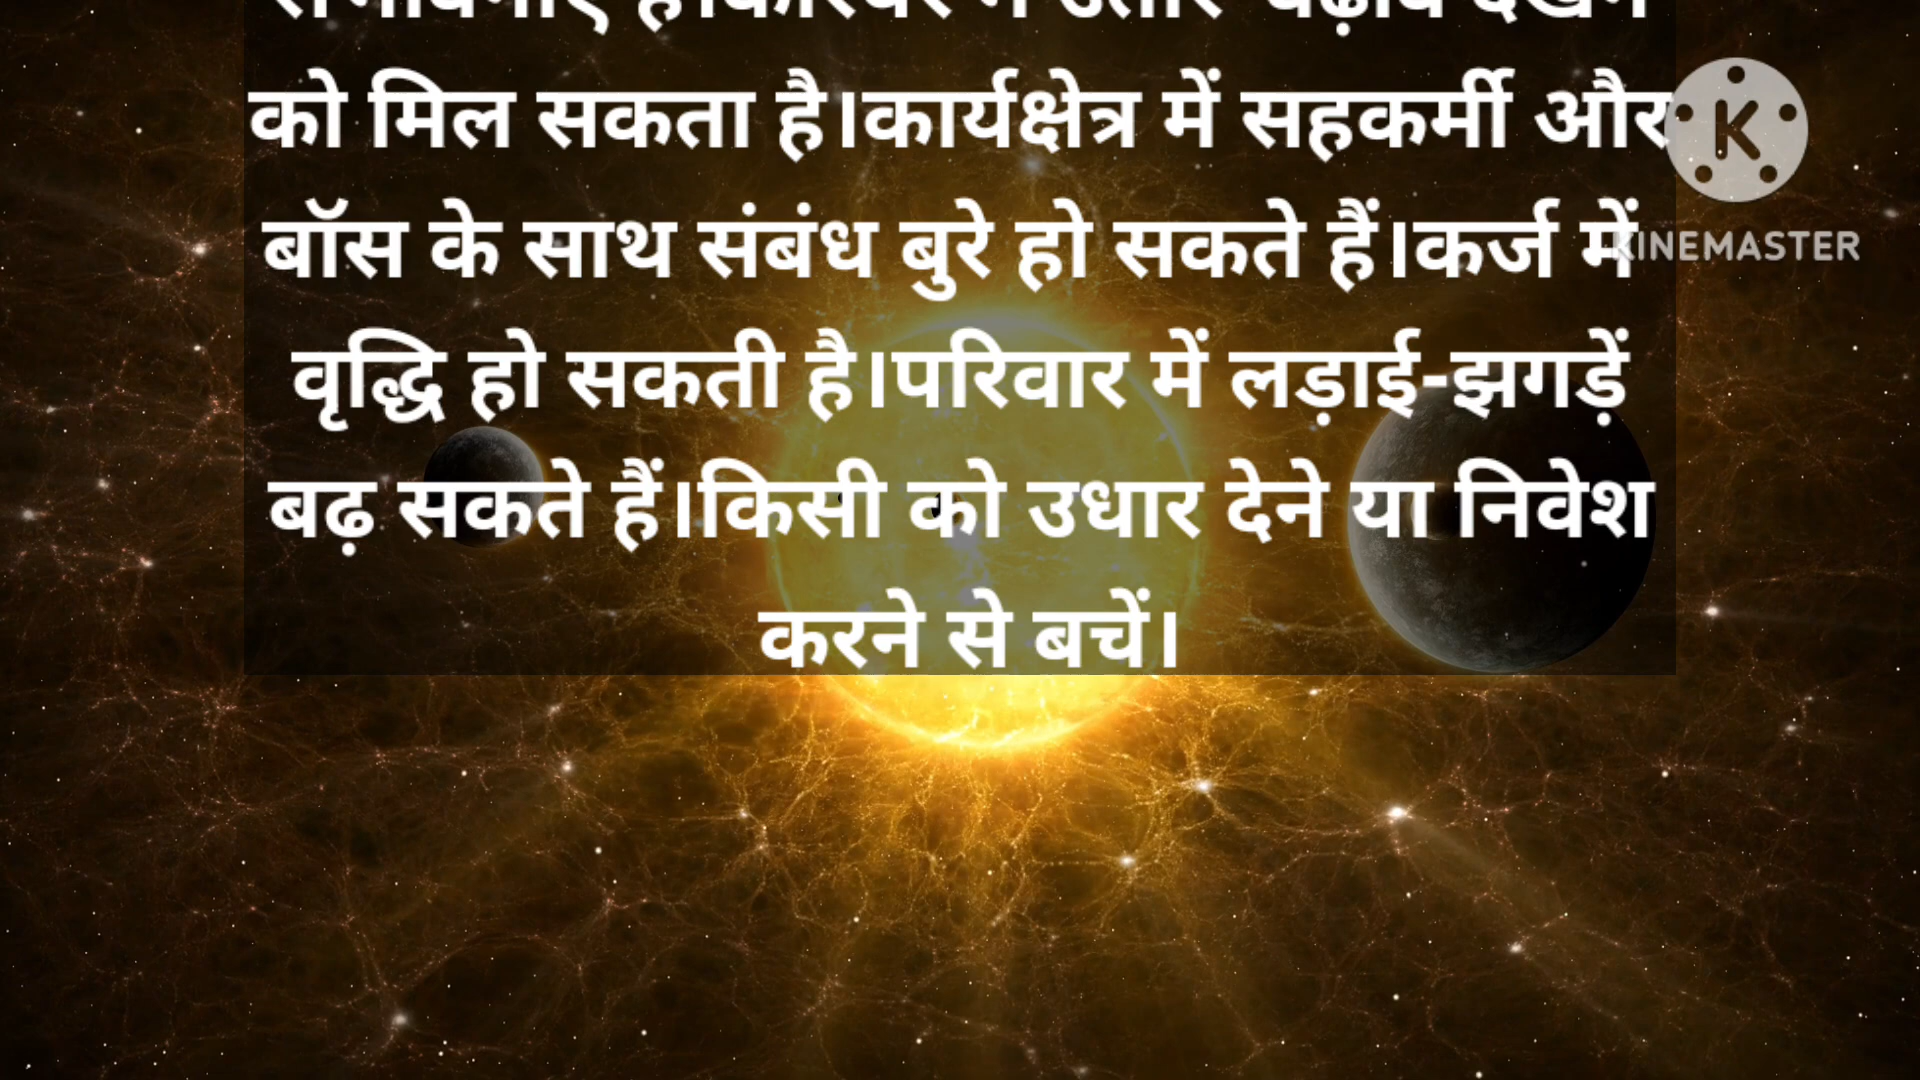 को मिल सकता है।कार्यक्षेत्र में सहकर्मी और
बॉस के साथ संबंध बुरे हो सकते हैं।कर्ज में
वृद्धि हो सकती है।परिवार में लड़ाई-झगड़ें
बढ़ सकते हैं।किसी को उधार देने या निवेश
करने से बचें।
K
KINEMASTER